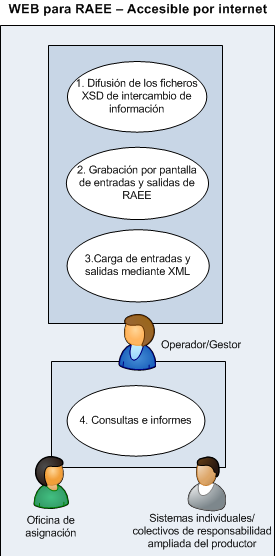 WEB para RAEE – Accesible por internet
1. Difusión de los ficheros
XSD de intercambio de
información
2. Grabación por pantalla
de entradas y salidas de
RAEE
3.Carga de entradas y
salidas mediante XML
Operador/Gestor
4. Consultas e informes
Oficina de
asignación
Sistemas individuales/
colectivos de responsabilidad
ampliada del productor